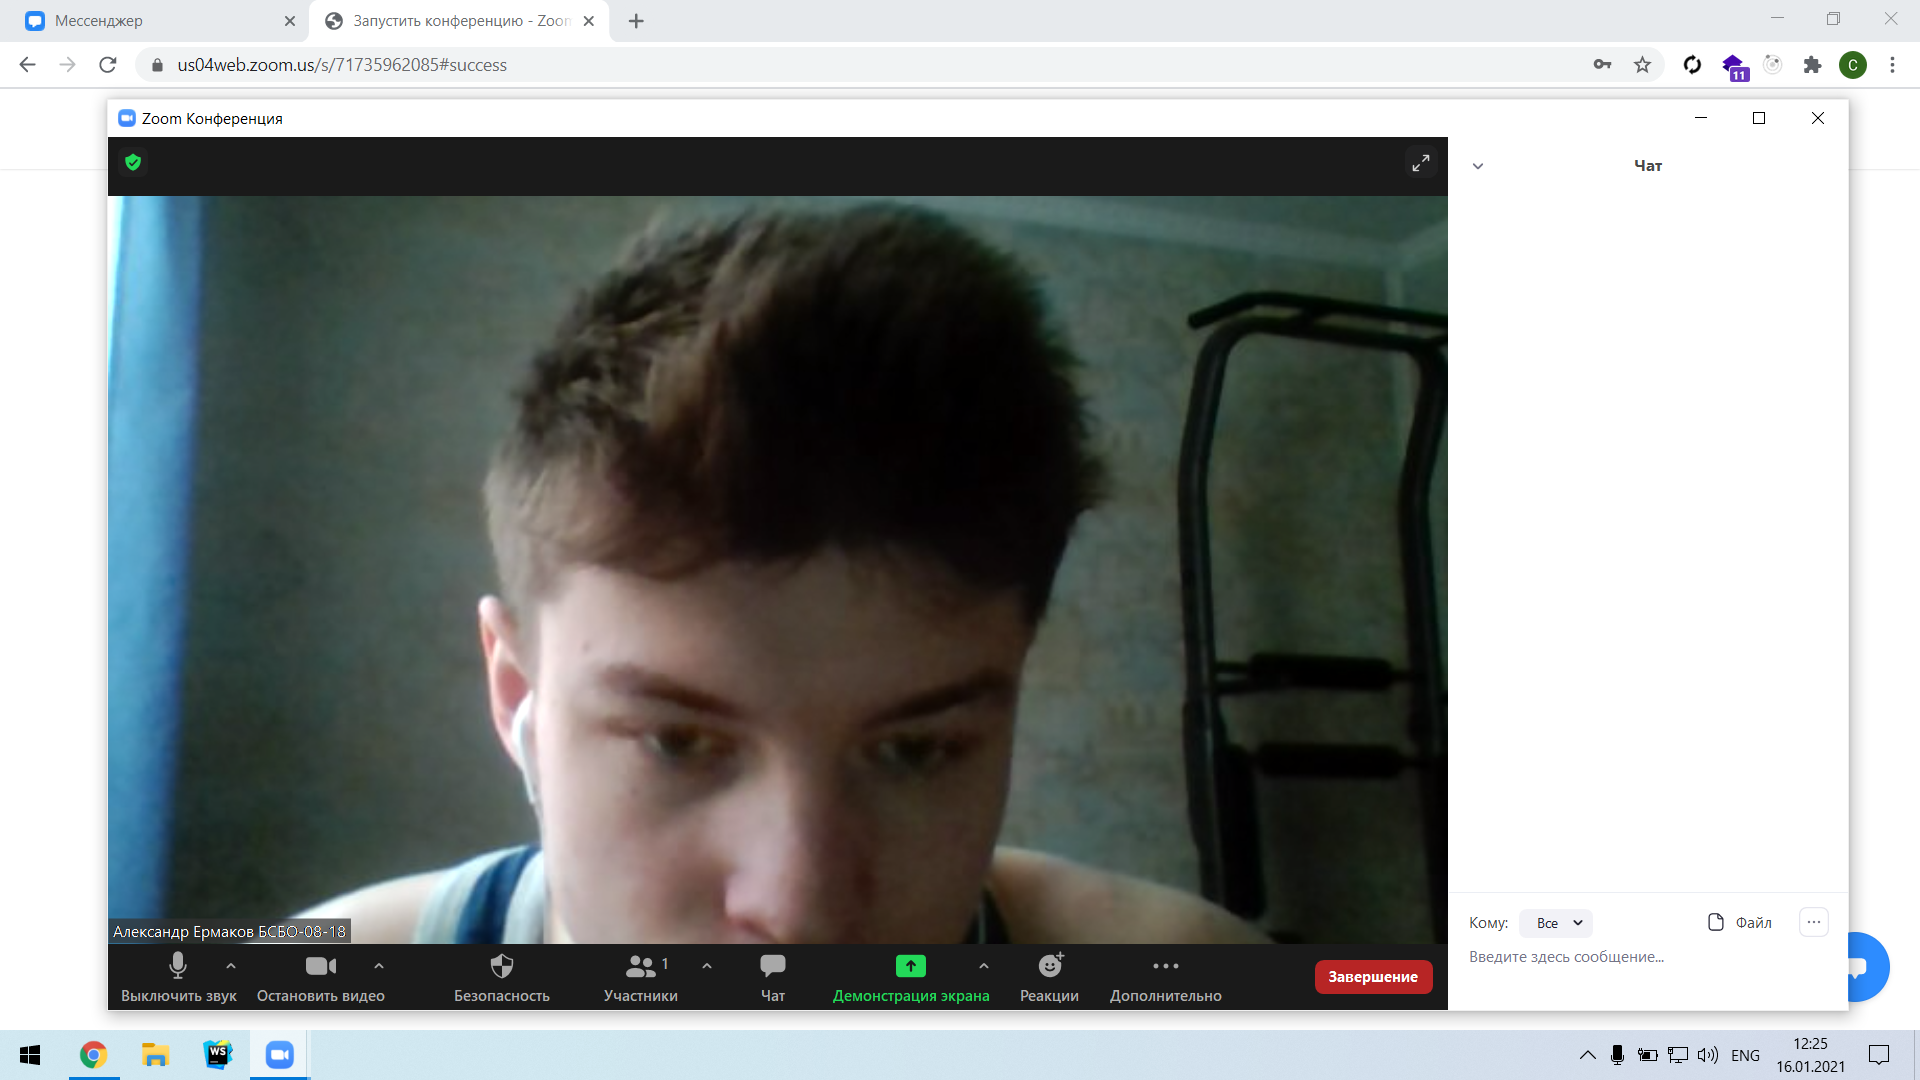 Мессенджер
Запустить конференцию - Zoom
us04web.zoom.us/s/71735962085#success
11
C
Zoom Конференция
Чат
Александр Ермаков БСБО-08-18
Выключить звук
Остановить видео
Безопасность
1
Участники
Чат
Демонстрация экрана
Реакции
Дополнительно
Завершение
Кому:
Все
Файл
Введите здесь сообщение...
WS
ENG
12:25
16.01.2021